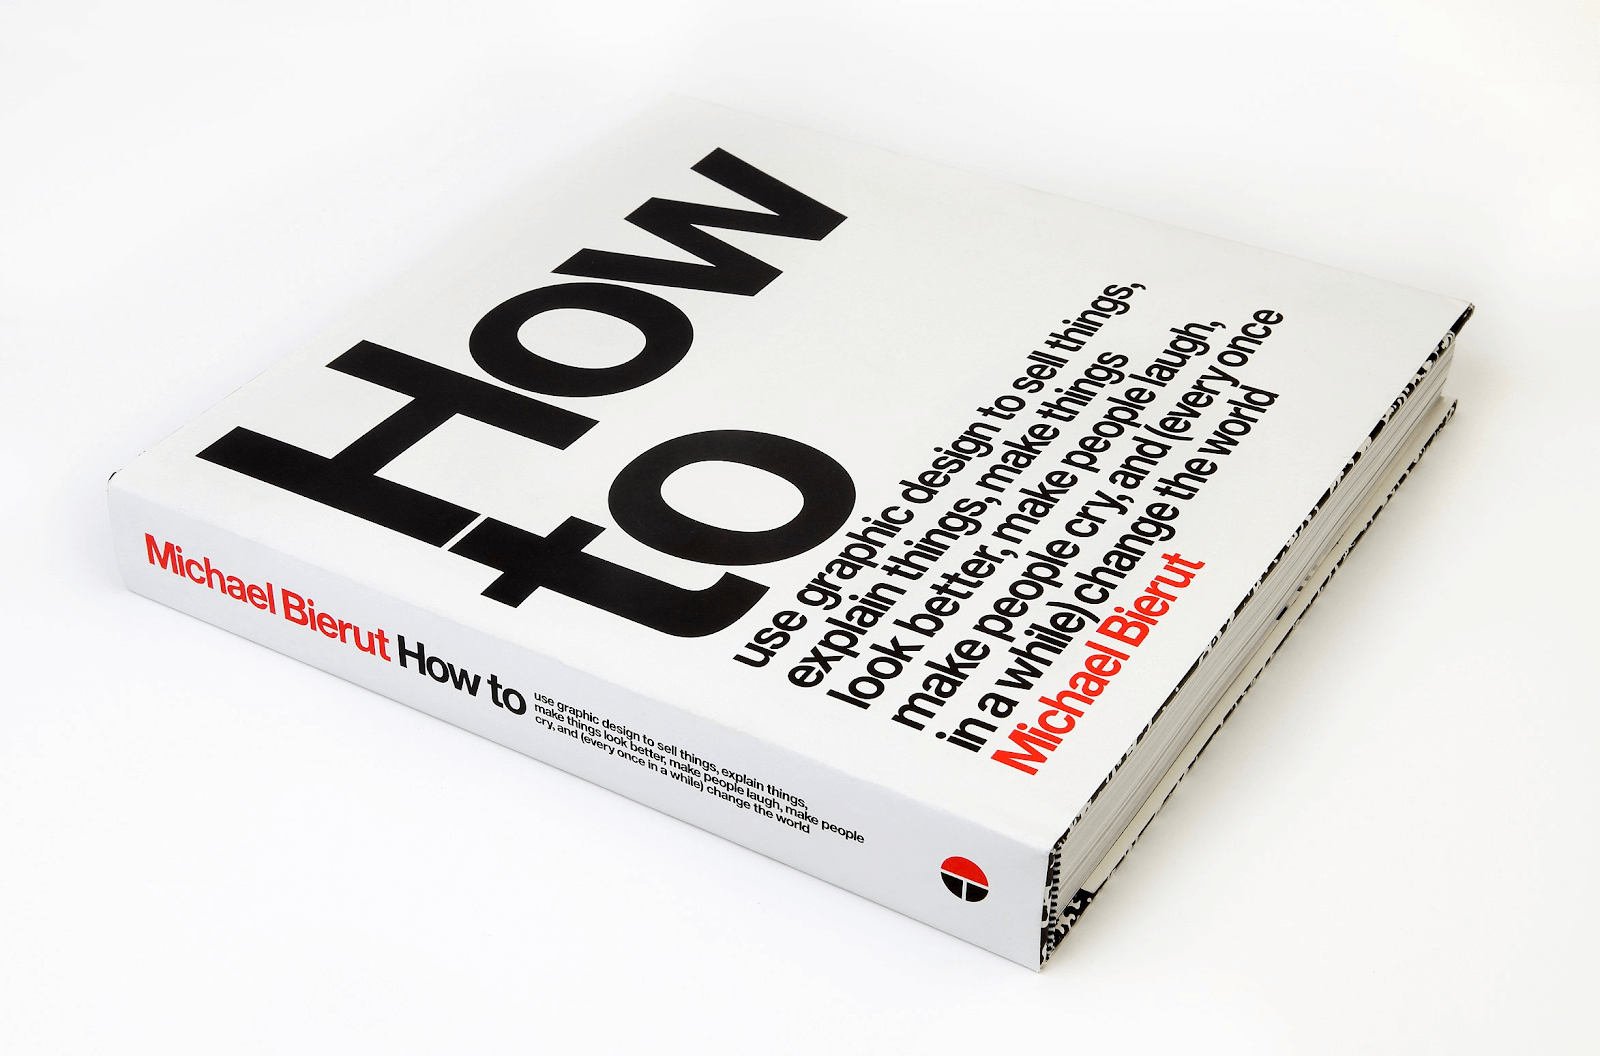 How
to
use graphic design to sell things,
explain things, make things
look better, make people laugh,
make people cry, and (every once
in a while) change the world
Michael Bierut
Michael Bierut How to
use graphic design to sell things, explain things,
make things look better, make people laugh, make people
cry, and (every once in a while) change the world